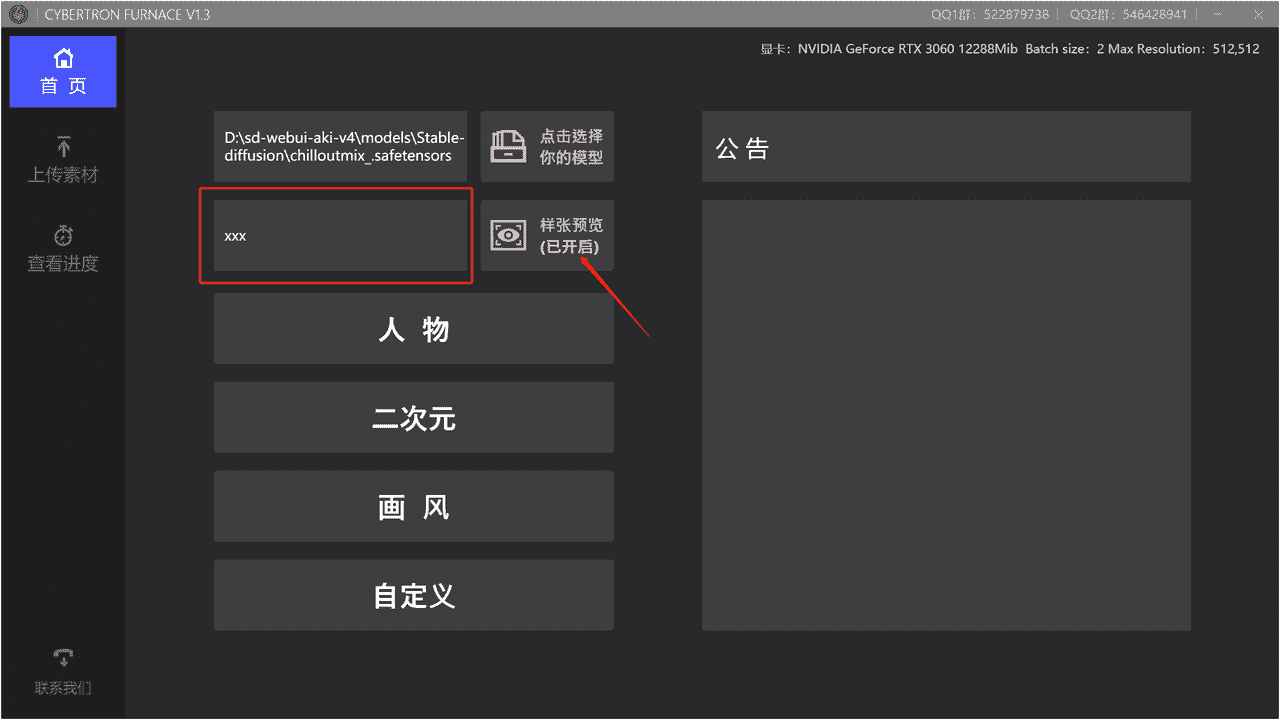 CYBERTRON FURNACE V1.3
QQ1群：522879738
QQ2群：546428941
显卡：NVIDIA GeForce RTX 3060 12288Mib Batch size：2 Max Resolution：512,512
首 页
上传素材
查看进度
联系我们
D:\sd-webui-aki-v4\models\Stable-
diffusion\chilloutmix_.safetensors
点击选择
你的模型
xxx
样张预览
(已开启)
人 物
二次元
画 风
自定义
公 告